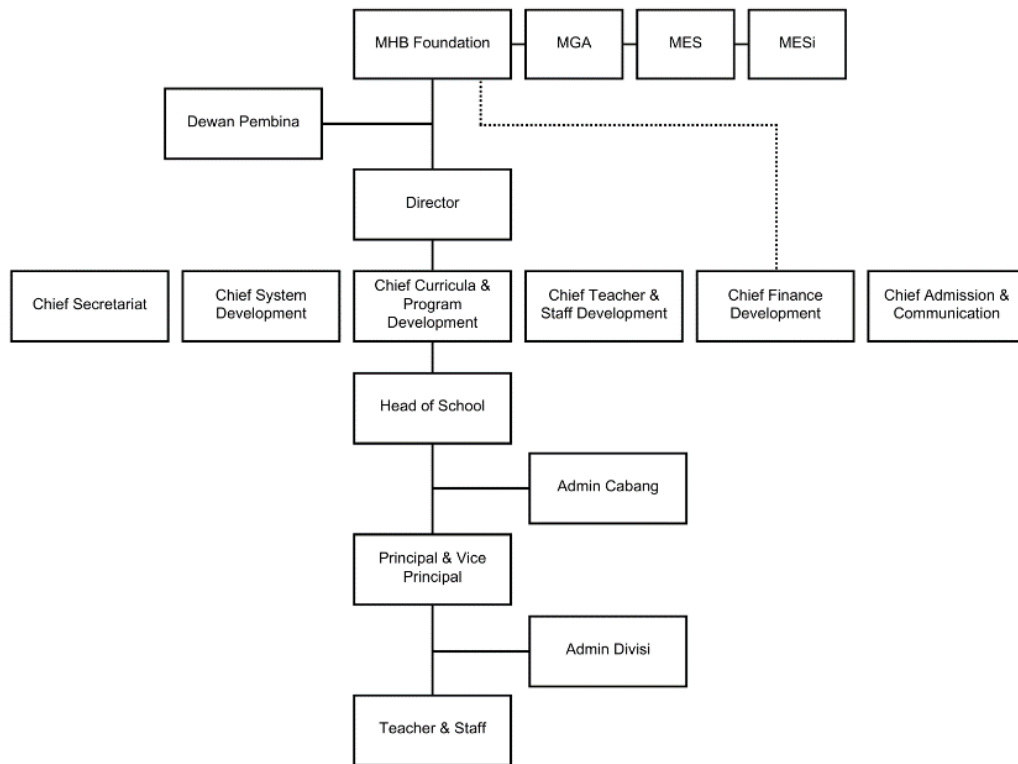 MHB Foundation
MGA
MES
MESi
Dewan Pembina
Director
Chief Secretariat
Chief System
Development
Chief Curricula &
Program
Development
Chief Teacher &
Staff Development
Chief Finance
Development
Chief Admission &
Communication
Head of School
Admin Cabang
Principal & Vice
Principal
Admin Divisi
Teacher & Staff